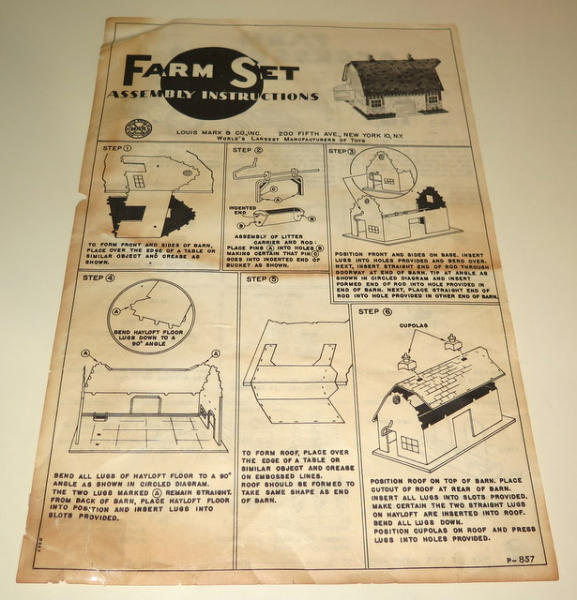 FARM SET
ASSEMBLY INSTRUCTIONS
LOUIS MARX & CO., INC. 200 FIFTH AVE., NEW YORK 10, N.Y.
WORLD'S LARGEST MANUFACTURERS OF TOYS
STEP 1
TO FORM FRONT AND SIDES OF BARN,
PLACE OVER THE EDGE OF A TABLE OR
SIMILAR OBJECT AND CREASE AS
SHOWN.
STEP 2
C
A
INDENTED
END
B
B
ASSEMBLY OF LITTER
CARRIER AND ROD:
PLACE PINS A INTO HOLES B
MAKING CERTAIN THAT PIN C
GOES INTO INDENTED END OF
BUCKET AS SHOWN.
STEP 3
POSITION FRONT AND SIDES ON BASE. INSERT
LUGS INTO HOLES PROVIDED AND BEND OVER.
NEXT, INSERT STRAIGHT END OF ROD THROUGH
DOORWAY AT END OF BARN. TIP AT ANGLE AS
SHOWN IN CIRCLED DIAGRAM AND INSERT
FORMED END OF ROD INTO HOLE PROVIDED IN
END OF BARN. NEXT, PLACE STRAIGHT END OF
ROD INTO HOLE PROVIDED IN OTHER END OF BARN.
STEP 4
BEND HAYLOFT FLOOR
LUGS DOWN TO A
90° ANGLE
A
A
BEND ALL LUGS OF HAYLOFT FLOOR TO A 90°
ANGLE AS SHOWN IN CIRCLED DIAGRAM.
THE TWO LUGS MARKED A REMAIN STRAIGHT.
FROM BACK OF BARN, PLACE HAYLOFT FLOOR
INTO POSITION AND INSERT LUGS INTO
SLOTS PROVIDED.
STEP 5
TO FORM ROOF, PLACE OVER
THE EDGE OF A TABLE OR
SIMILAR OBJECT AND CREASE
ON EMBOSSED LINES.
ROOF SHOULD BE FORMED TO
TAKE SAME SHAPE AS END
OF BARN.
STEP 6
CUPOLAS
POSITION ROOF ON TOP OF BARN. PLACE
CUTOUT OF ROOF AT REAR OF BARN.
INSERT ALL LUGS INTO SLOTS PROVIDED.
MAKE CERTAIN THE TWO STRAIGHT LUGS
ON HAYLOFT ARE INSERTED INTO ROOF.
BEND ALL LUGS DOWN.
POSITION CUPOLAS ON ROOF AND PRESS
LUGS INTO HOLES PROVIDED.
P-857